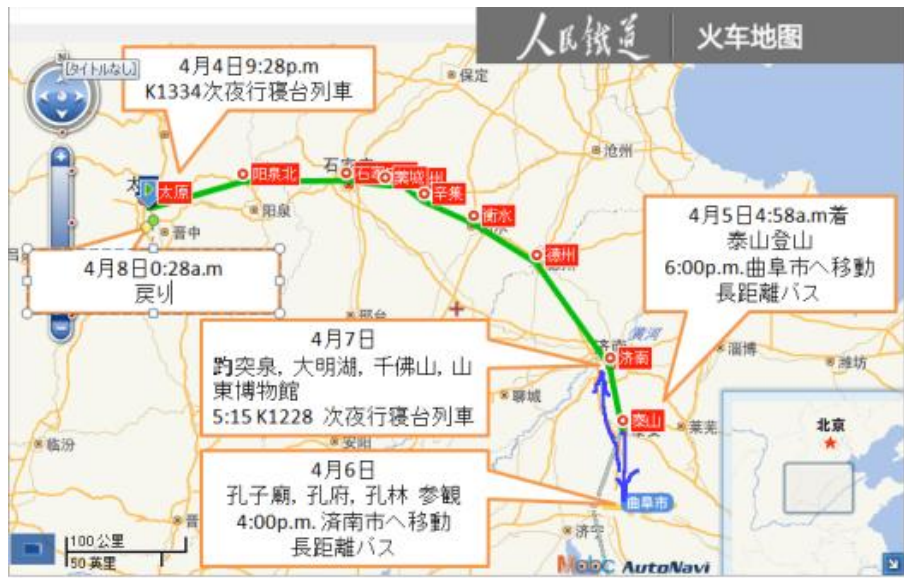 人民鐵道
火车地图
[タイトルなし]
N
4月4日9:28p.m
K1334次夜行寝台列車
保定
沧州
阳泉北
太原
阳泉
晋中
辛集
衡水
德州
4月5日4:58a.m着
泰山登山
6:00p.m.曲阜市へ移動
長距離バス
4月8日0:28a.m
戻り
邢台
4月7日
趵突泉, 大明湖, 千佛山, 山
東博物館
5:15 K1228 次夜行寝台列車
黄河
济南
淄博
潍坊
聊城
泰山
莱芜
北京
临汾
安阳
4月6日
孔子廟, 孔府, 孔林 参観
4:00p.m. 済南市へ移動
長距離バス
曲阜市
济宁
100 公里
50 英里
Mabc AutoNavi